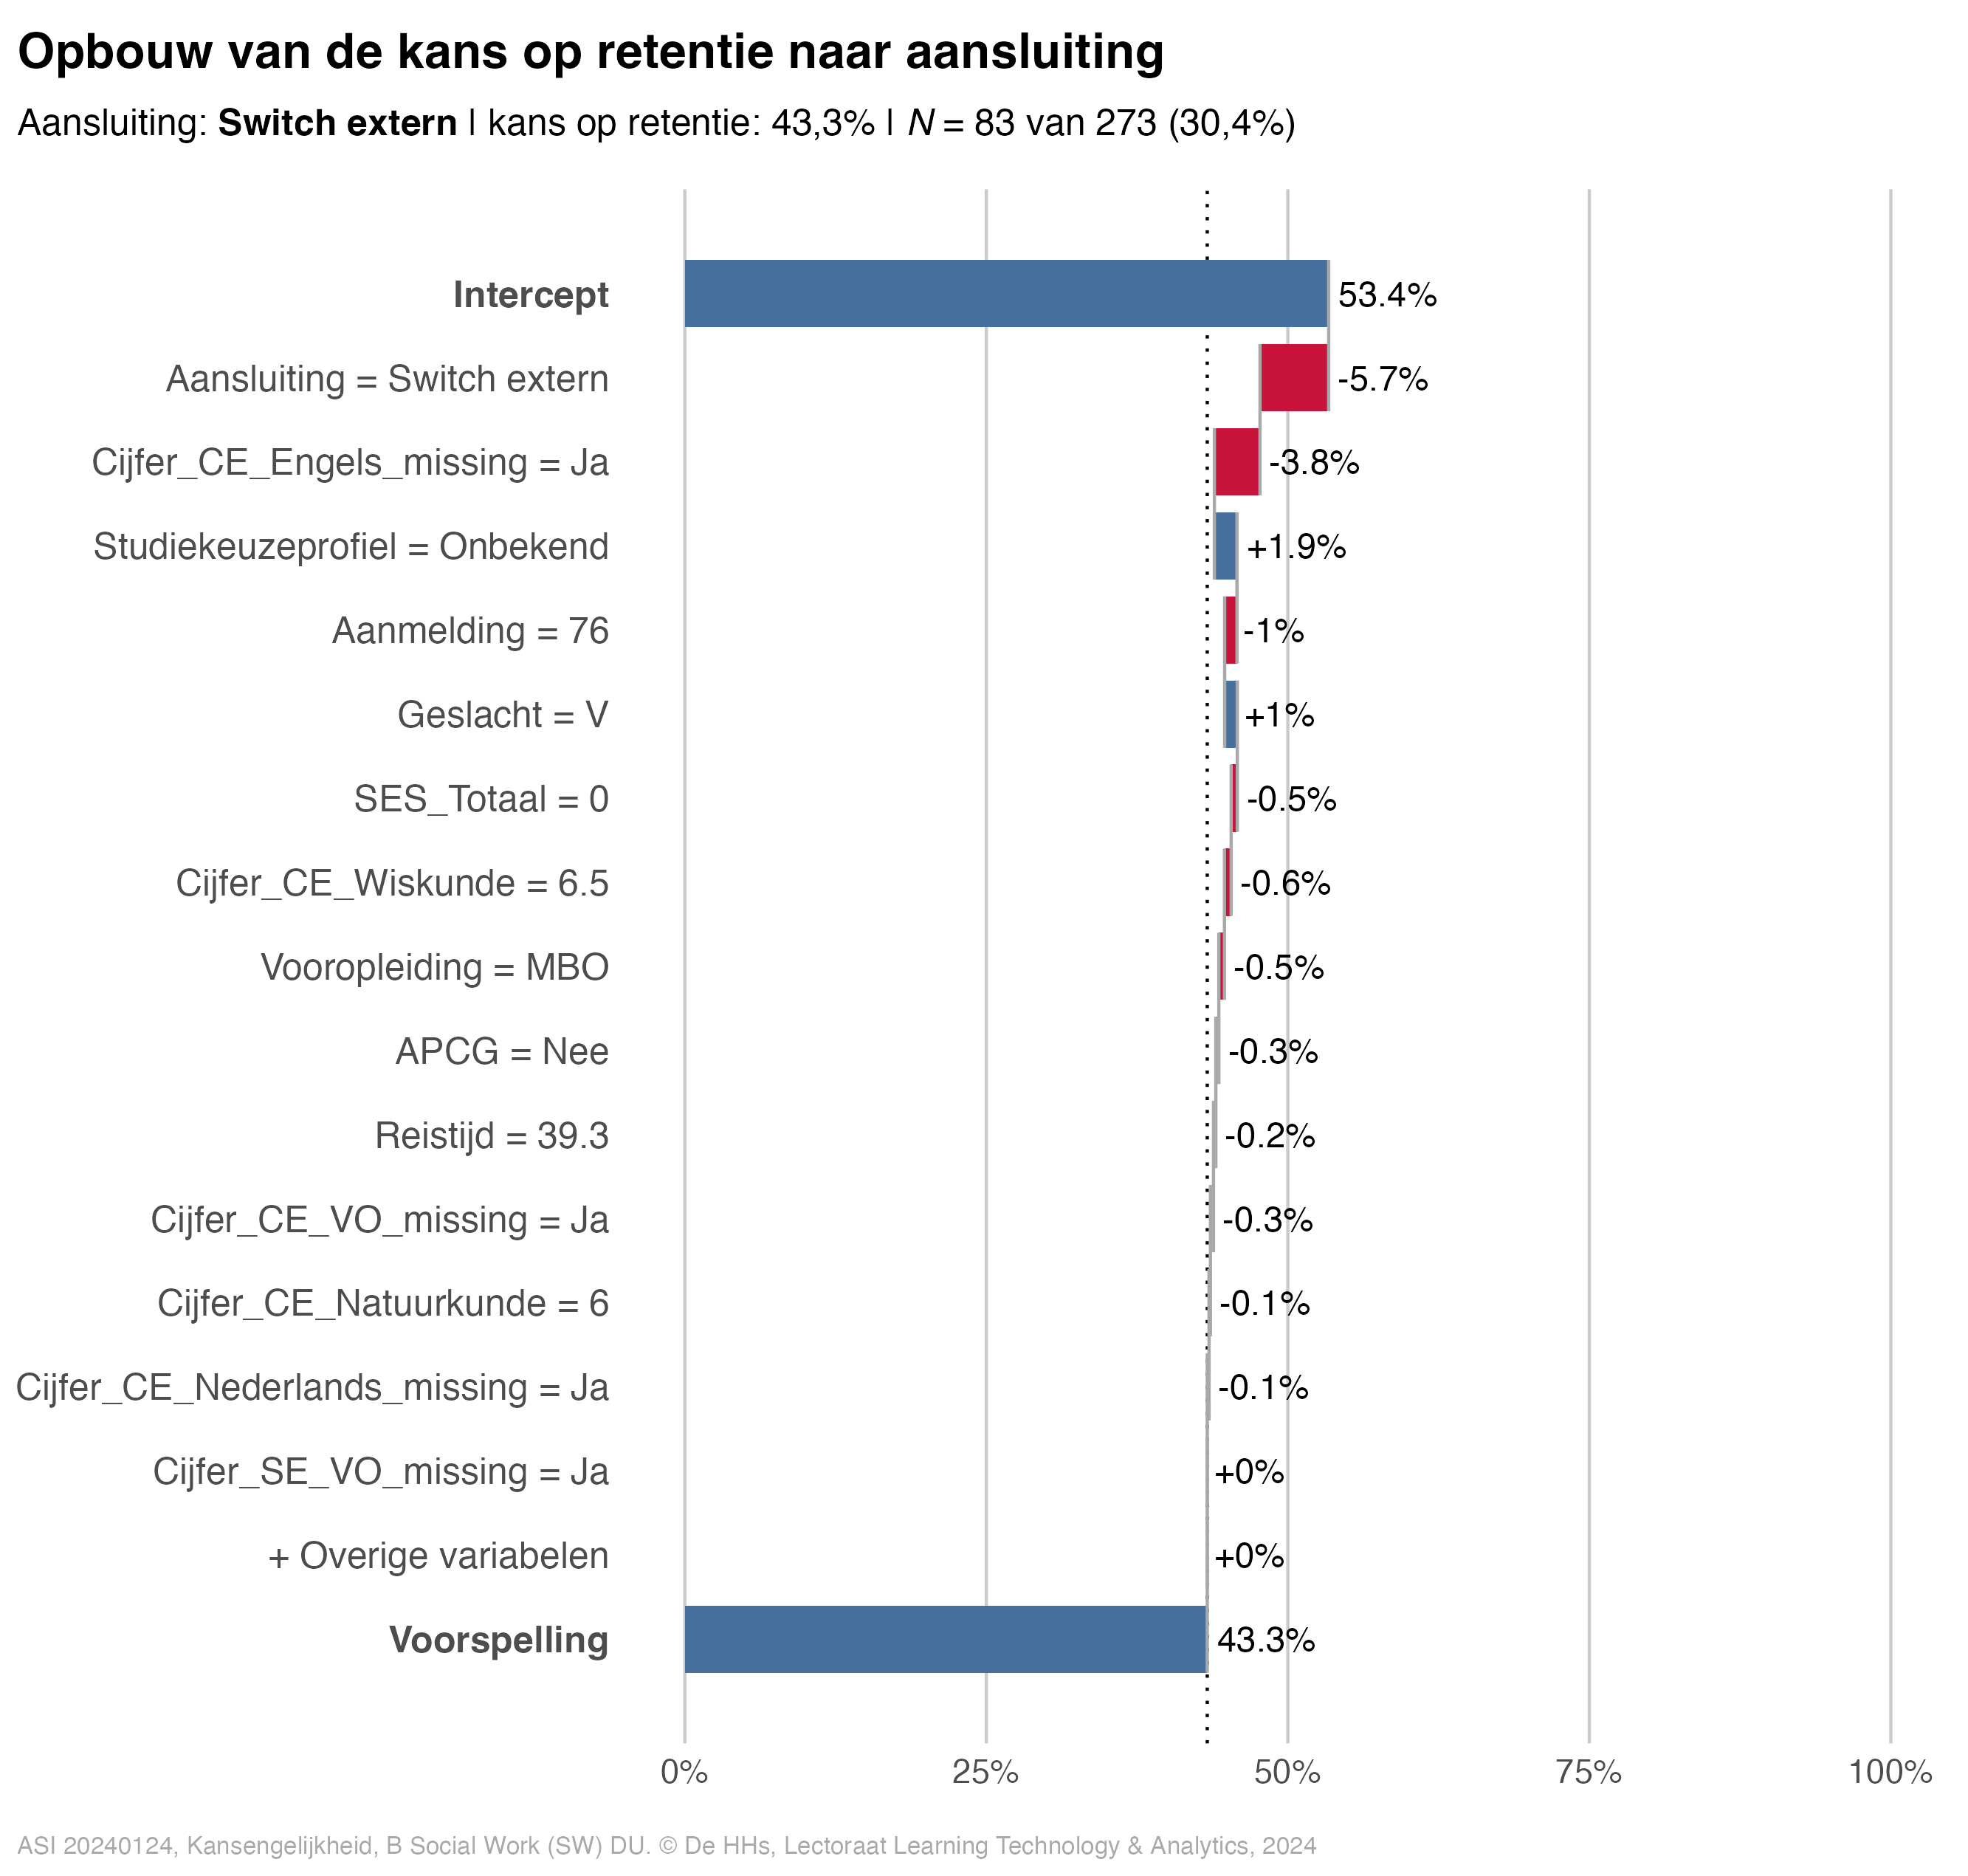 Opbouw van de kans op retentie naar aansluiting
Aansluiting: Switch extern | kans op retentie: 43,3% | N = 83 van 273 (30,4%)
Intercept 53.4%
Aansluiting = Switch extern -5.7%
Cijfer_CE_Engels_missing = Ja -3.8%
Studiekeuzeprofiel = Onbekend +1.9%
Aanmelding = 76 -1%
Geslacht = V +1%
SES_Totaal = 0 -0.5%
Cijfer_CE_Wiskunde = 6.5 -0.6%
Vooropleiding = MBO -0.5%
APCG = Nee -0.3%
Reistijd = 39.3 -0.2%
Cijfer_CE_VO_missing = Ja -0.3%
Cijfer_CE_Natuurkunde = 6 -0.1%
Cijfer_CE_Nederlands_missing = Ja -0.1%
Cijfer_SE_VO_missing = Ja +0%
+ Overige variabelen +0%
Voorspelling 43.3%
0% 25% 50% 75% 100%
ASI 20240124, Kansengelijkheid, B Social Work (SW) DU. © De HHs, Lectoraat Learning Technology & Analytics, 2024